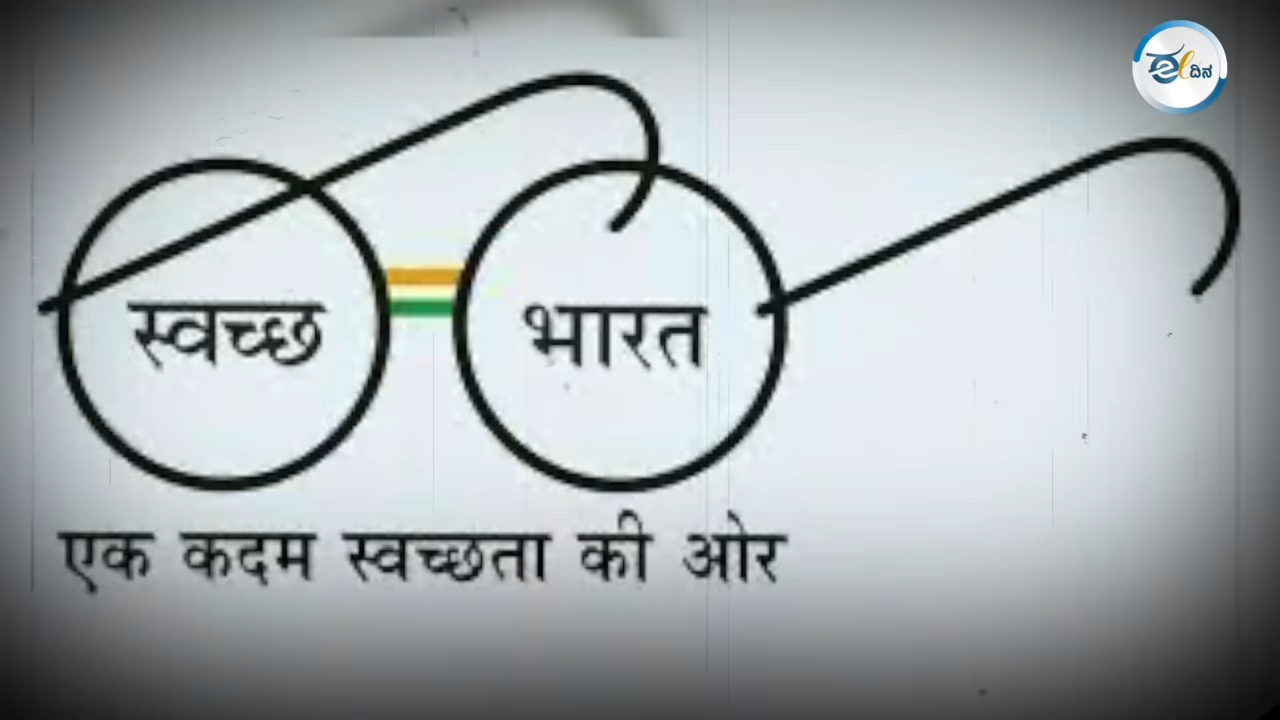 ದಿನ
स्वच्छ भारत
एक कदम स्वच्छता की ओर